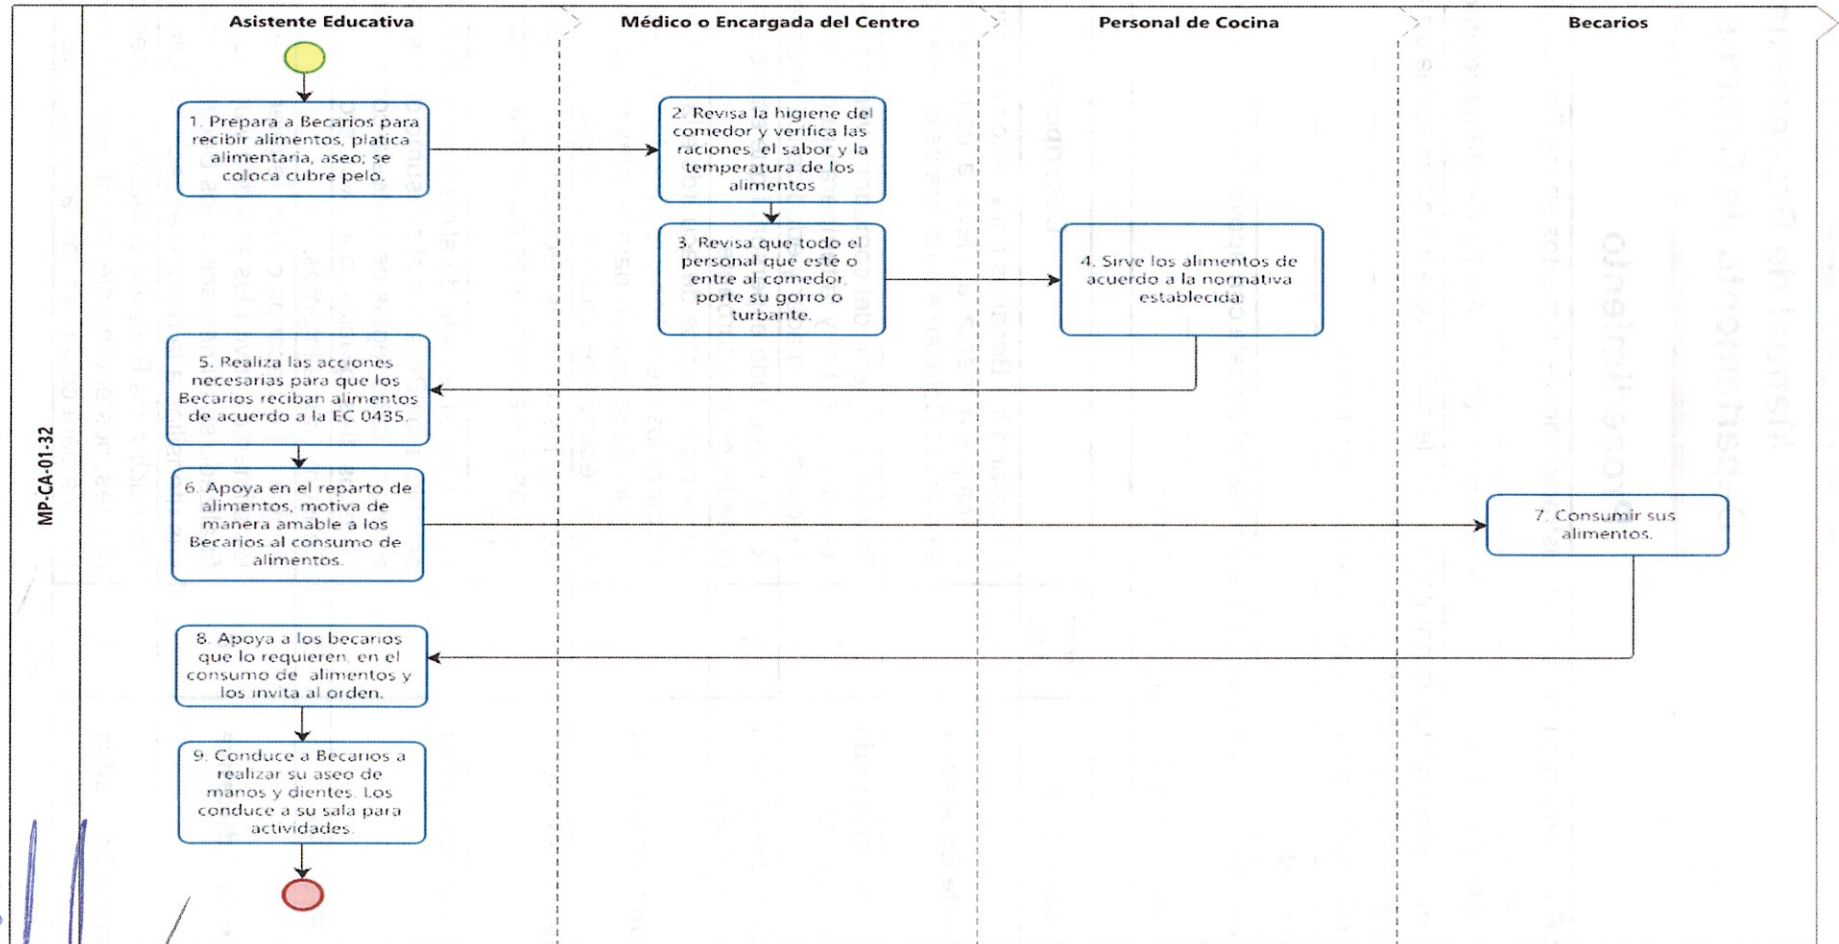 Asistente Educativa
Médico o Encargada del Centro
Personal de Cocina
Becarios
MP-CA-01-32
1. Prepara a Becarios para
recibir alimentos, platica
alimentaria, aseo; se
coloca cubre pelo.
2. Revisa la higiene del
comedor y verifica las
raciones, el sabor y la
temperatura de los
alimentos
3. Revisa que todo el
personal que esté o
entre al comedor,
porte su gorro o
turbante.
4. Sirve los alimentos de
acuerdo a la normativa
establecida.
5. Realiza las acciones
necesarias para que los
Becarios reciban alimentos
de acuerdo a la EC 0435.
6. Apoya en el reparto de
alimentos, motiva de
manera amable a los
Becarios al consumo de
alimentos.
7. Consumir sus
alimentos.
8. Apoya a los becarios
que lo requieren, en el
consumo de alimentos y
los invita al orden.
9. Conduce a Becarios a
realizar su aseo de
manos y dientes. Los
conduce a su sala para
actividades.